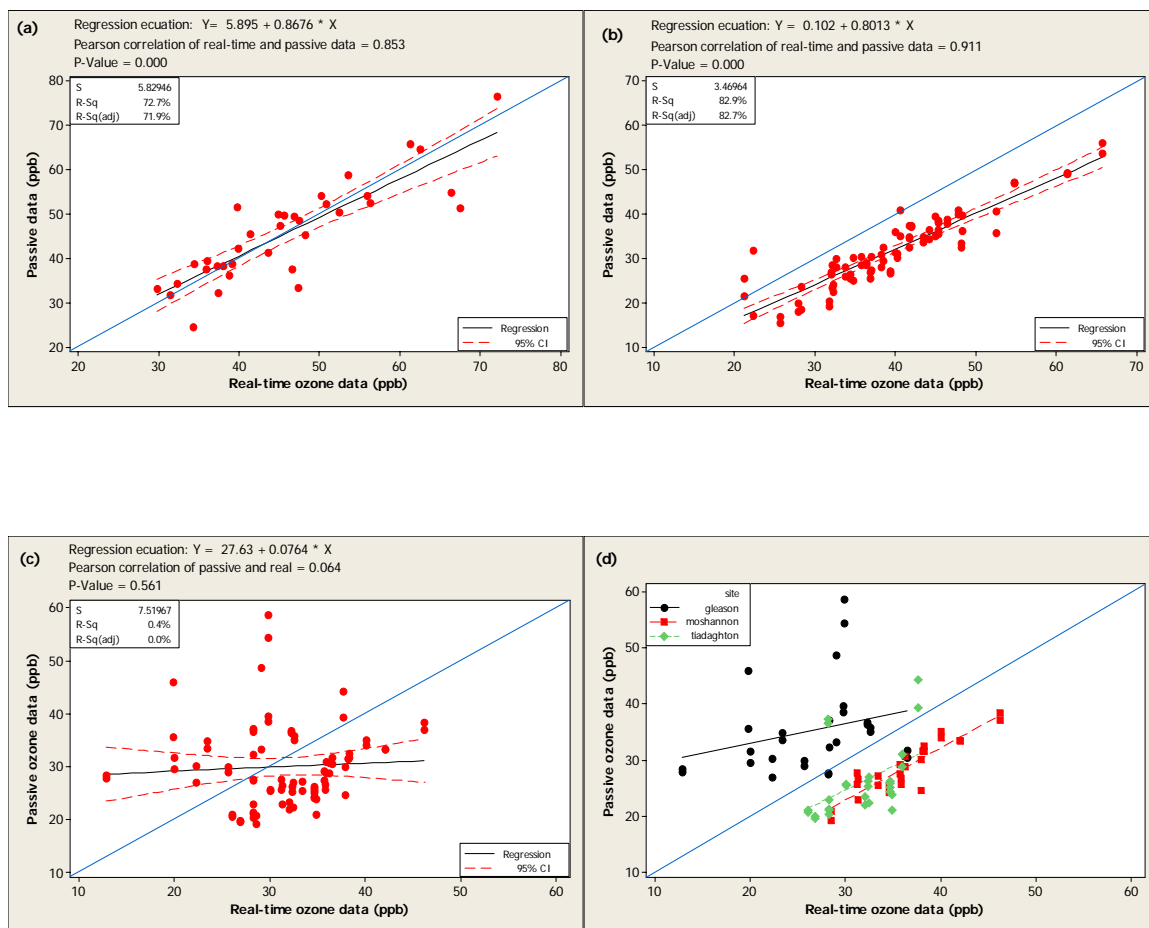 (a)
Regression ecuation: Y= 5.895 + 0.8676 * X
Pearson correlation of real-time and passive data = 0.853
P-Value = 0.000
S 5.82946
R-Sq 72.7%
R-Sq(adj) 71.9%
80
70
60
50
40
30
20
Passive data (ppb)
Regression
95% CI
20 30 40 50 60 70 80
Real-time ozone data (ppb)
(b)
Regression ecuation: Y = 0.102 + 0.8013 * X
Pearson correlation of real-time and passive data = 0.911
P-Value = 0.000
S 3.46964
R-Sq 82.9%
R-Sq(adj) 82.7%
70
60
50
40
30
20
10
Passive data (ppb)
Regression
95% CI
10 20 30 40 50 60 70
Real-time ozone data (ppb)
(c)
Regression ecuation: Y = 27.63 + 0.0764 * X
Pearson correlation of passive and real = 0.064
P-Value = 0.561
S 7.51967
R-Sq 0.4%
R-Sq(adj) 0.0%
60
50
40
30
20
10
Passive ozone data (ppb)
Regression
95% CI
10 20 30 40 50 60
Real-time ozone data (ppb)
(d)
site
gleason
moshannon
tiadaghton
60
50
40
30
20
10
Passive ozone data (ppb)
10 20 30 40 50 60
Real-time ozone data (ppb)